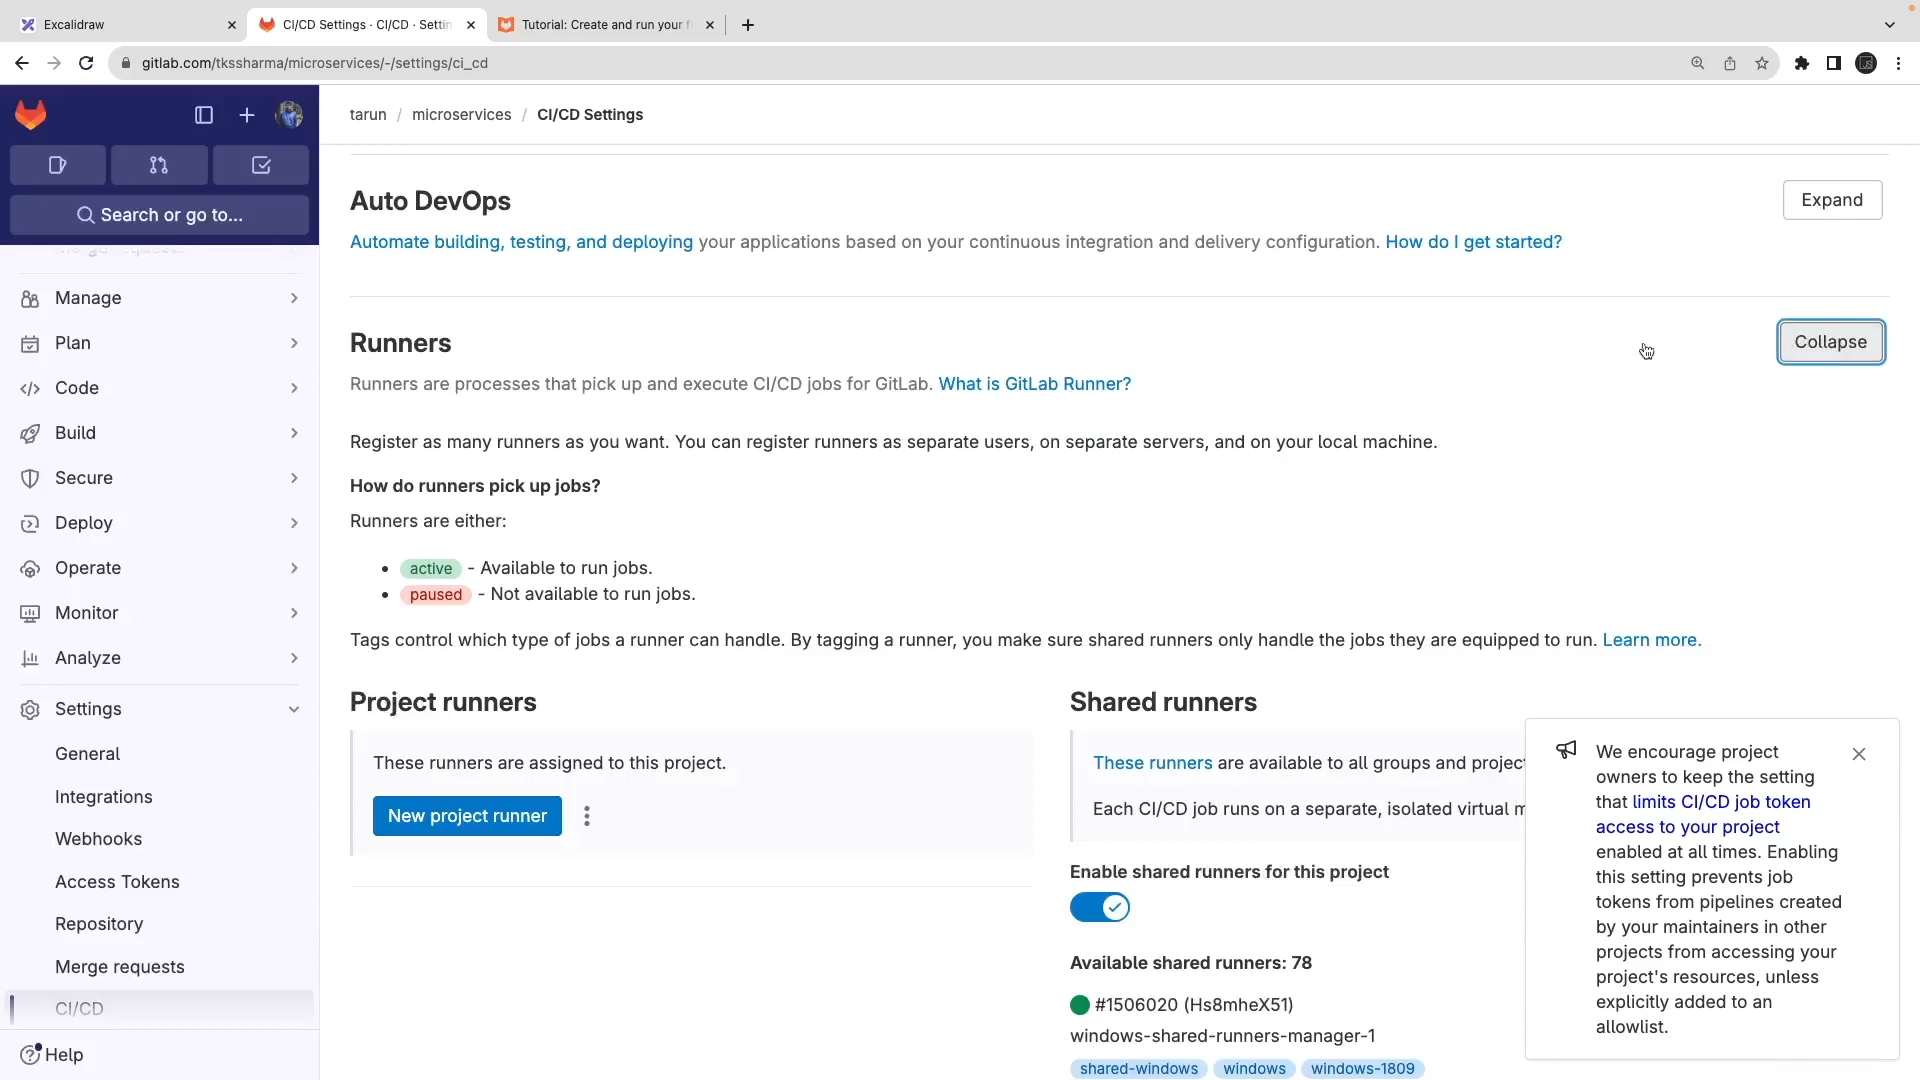 Excalidraw
CI/CD Settings · CI/CD · Settin
Tutorial: Create and run your f
gitlab.com/tkssharma/microservices/-/settings/ci_cd
tarun / microservices / CI/CD Settings
Search or go to...
Manage
Plan
Code
Build
Secure
Deploy
Operate
Monitor
Analyze
Settings
General
Integrations
Webhooks
Access Tokens
Repository
Merge requests
CI/CD
Help
Auto DevOps
Expand
Automate building, testing, and deploying your applications based on your continuous integration and delivery configuration. How do I get started?
Runners
Collapse
Runners are processes that pick up and execute CI/CD jobs for GitLab. What is GitLab Runner?
Register as many runners as you want. You can register runners as separate users, on separate servers, and on your local machine.
How do runners pick up jobs?
Runners are either:
• active - Available to run jobs.
• paused - Not available to run jobs.
Tags control which type of jobs a runner can handle. By tagging a runner, you make sure shared runners only handle the jobs they are equipped to run. Learn more.
Project runners
These runners are assigned to this project.
New project runner
Shared runners
These runners are available to all groups and project
Each CI/CD job runs on a separate, isolated virtual m
Enable shared runners for this project
Available shared runners: 78
#1506020 (Hs8mheX51)
windows-shared-runners-manager-1
shared-windows windows windows-1809
We encourage project
owners to keep the setting
that limits CI/CD job token
access to your project
enabled at all times. Enabling
this setting prevents job
tokens from pipelines created
by your maintainers in other
projects from accessing your
project's resources, unless
explicitly added to an
allowlist.